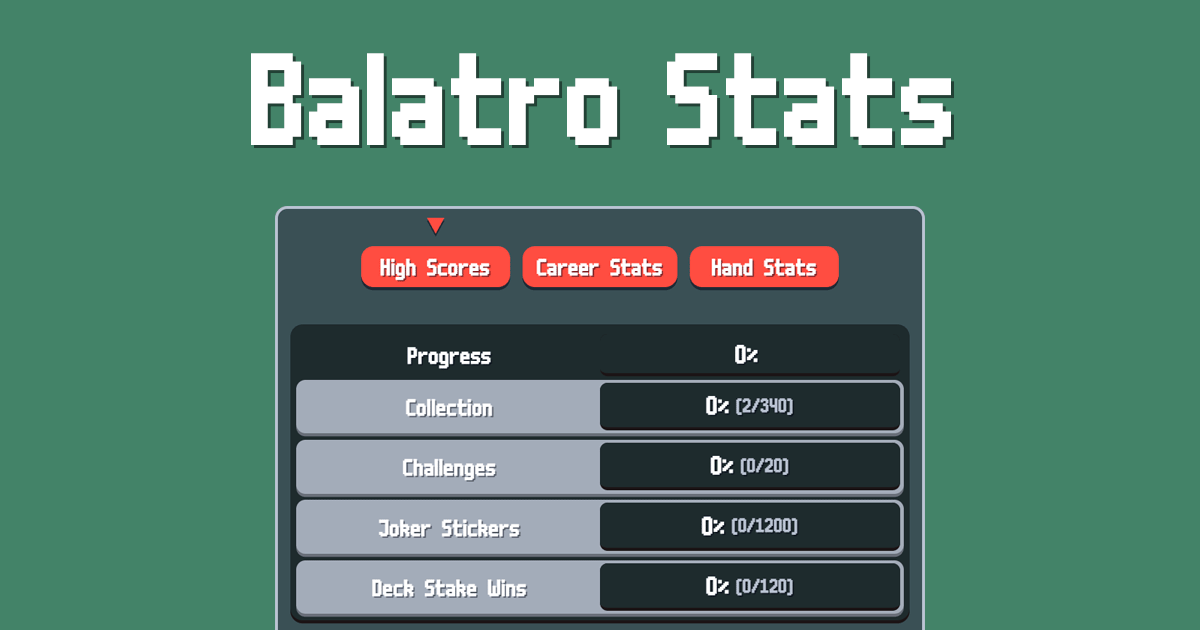 Balatro Stats
High Scores Career Stats Hand Stats
Progress 0%
Collection 0% [2/340]
Challenges 0% [0/20]
Joker Stickers 0% [0/1200]
Deck Stake Wins 0% [0/120]